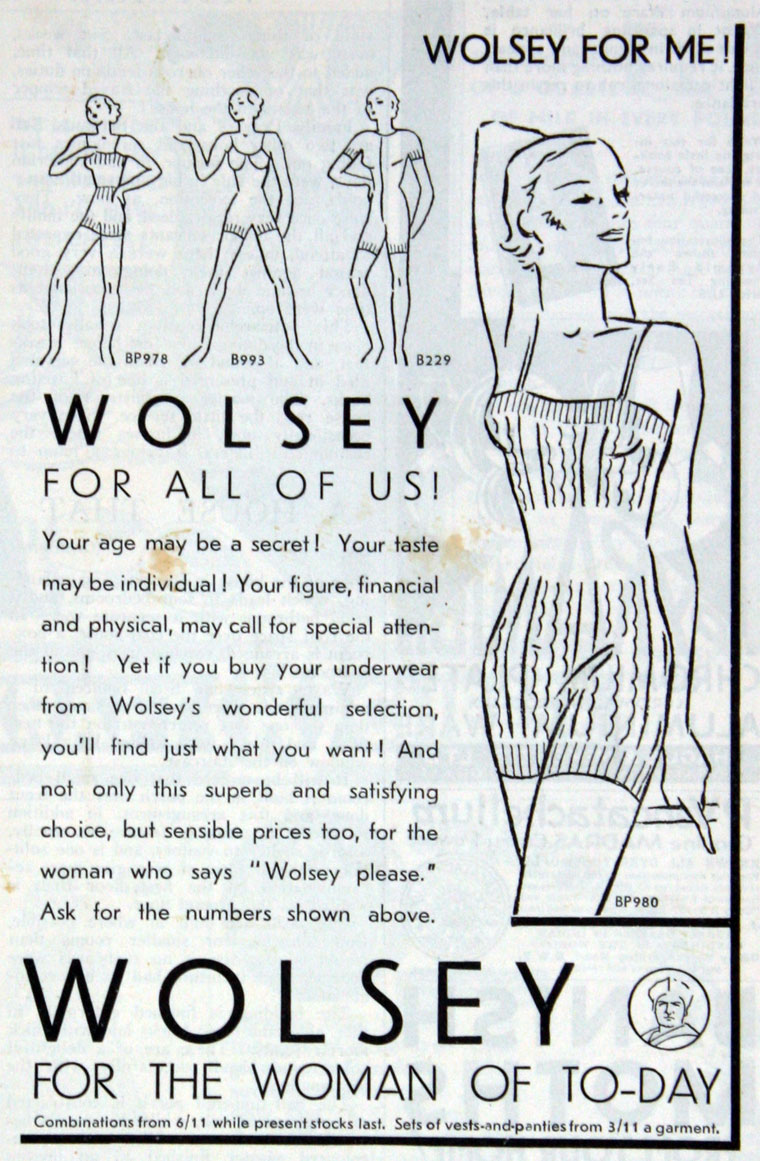 WOLSEY FOR ME!
BP978
B993
B229
WOLSEY
FOR ALL OF US!
Your age may be a secret! Your taste
may be individual! Your figure, financial
and physical, may call for special atten-
tion! Yet if you buy your underwear
from Wolsey's wonderful selection,
you'll find just what you want! And
not only this superb and satisfying
choice, but sensible prices too, for the
woman who says "Wolsey please."
Ask for the numbers shown above.
BP980
WOLSEY
FOR THE WOMAN OF TO-DAY
Combinations from 6/11 while present stocks last. Sets of vests-and-panties from 3/11 a garment.